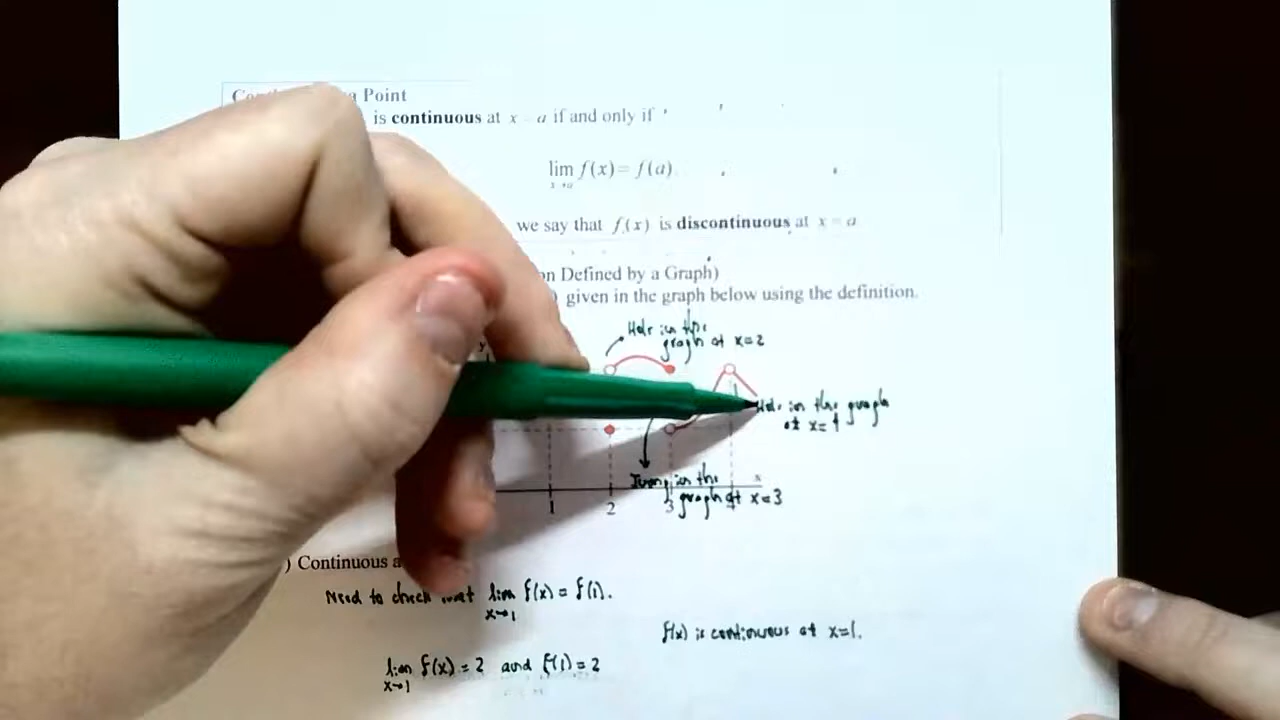 a Point
is continuous at x = a if and only if
lim f(x) = f(a).
x→a
we say that f(x) is discontinuous at x = a
on Defined by a Graph)
) given in the graph below using the definition.
Hole in the
graph at x=2
y
Hole in the graph
at x=4
Jump in the
graph at x=3
x
1 2 3 4
) Continuous a
Need to check that lim f(x) = f(1).
x→1
f(x) is continuous at x=1.
lim f(x) = 2 and f(1) = 2
x→1